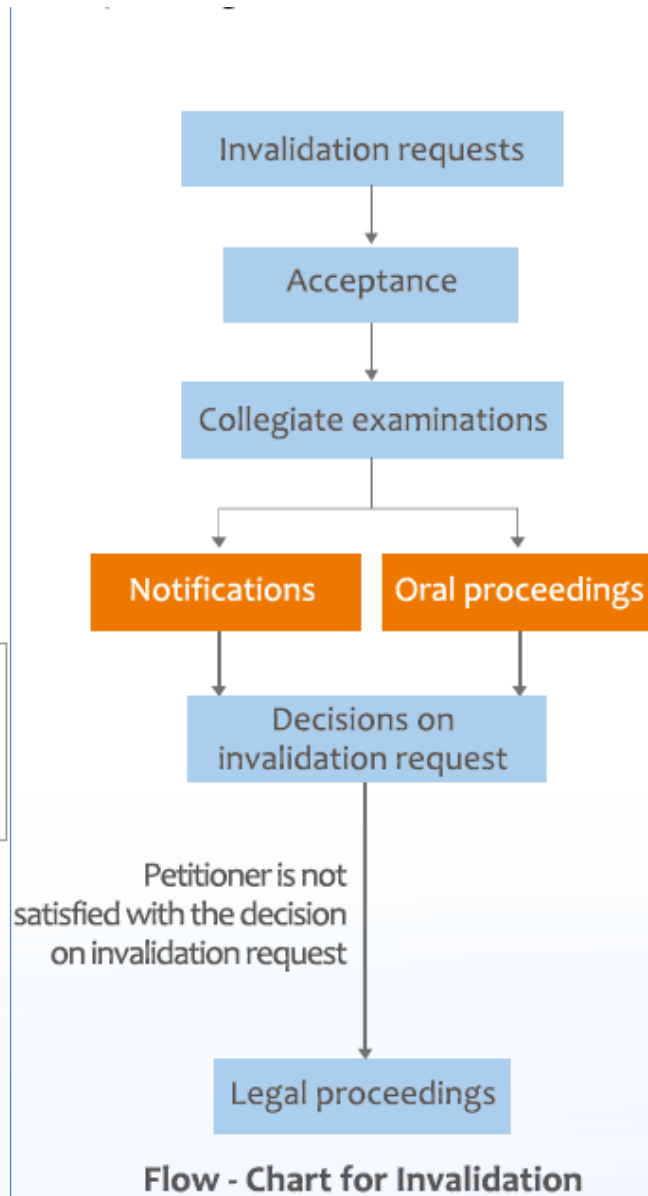 Invalidation requests
Acceptance
Collegiate examinations
Notifications
Oral proceedings
Decisions on
invalidation request
Petitioner is not
satisfied with the decision
on invalidation request
Legal proceedings
Flow - Chart for Invalidation